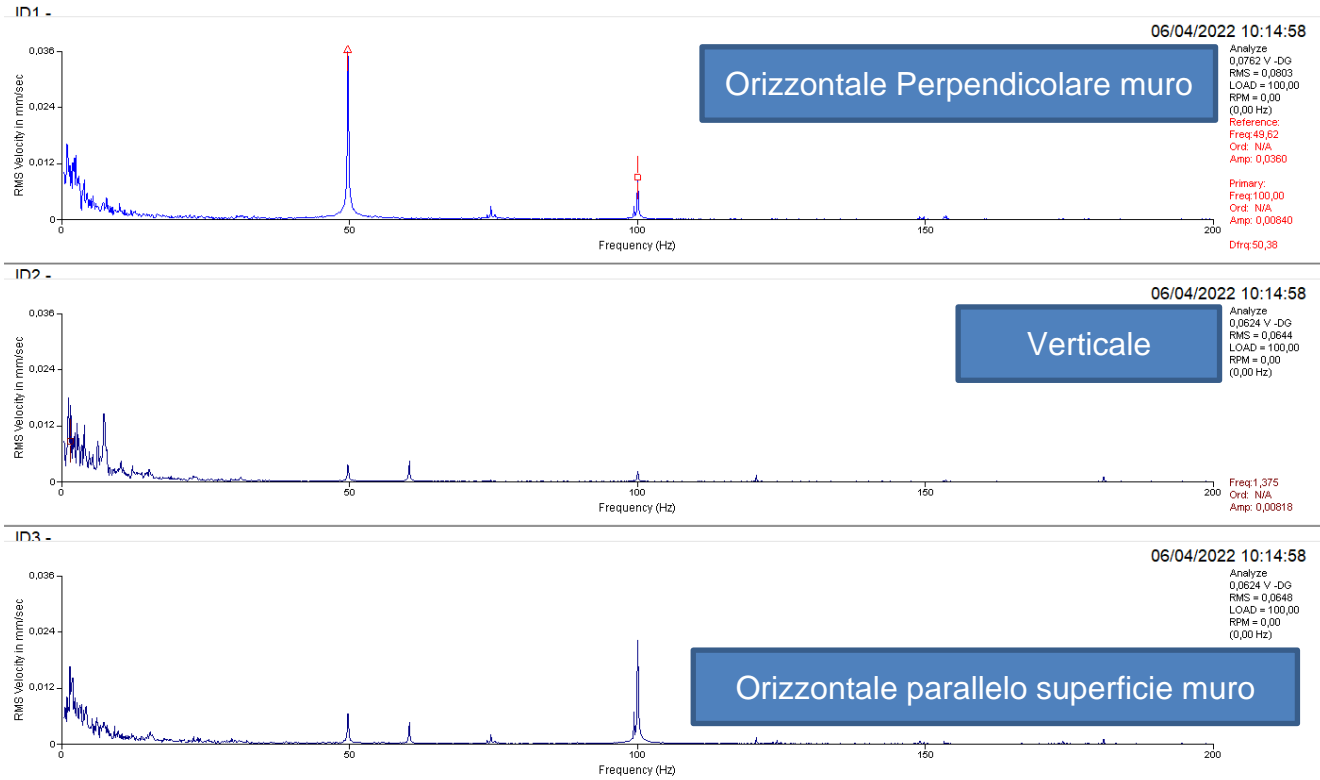 ID1 -
06/04/2022 10:14:58
0,036
0,024
0,012
0
RMS Velocity in mm/sec
0
50
100
150
200
Frequency (Hz)
Orizzontale Perpendicolare muro
Analyze
0,0762 V -DG
RMS = 0,0803
LOAD = 100,00
RPM = 0,00
(0,00 Hz)
Reference:
Freq:49,62
Ord: N/A
Amp: 0,0360
Primary:
Freq:100,00
Ord: N/A
Amp: 0,00840
Dfrq:50,38
ID2 -
06/04/2022 10:14:58
0,036
0,024
0,012
0
RMS Velocity in mm/sec
0
50
100
150
200
Frequency (Hz)
Verticale
Analyze
0,0624 V -DG
RMS = 0,0644
LOAD = 100,00
RPM = 0,00
(0,00 Hz)
Freq:1,375
Ord: N/A
Amp: 0,00818
ID3 -
06/04/2022 10:14:58
0,036
0,024
0,012
0
RMS Velocity in mm/sec
0
50
100
150
200
Frequency (Hz)
Orizzontale parallelo superficie muro
Analyze
0,0624 V -DG
RMS = 0,0648
LOAD = 100,00
RPM = 0,00
(0,00 Hz)